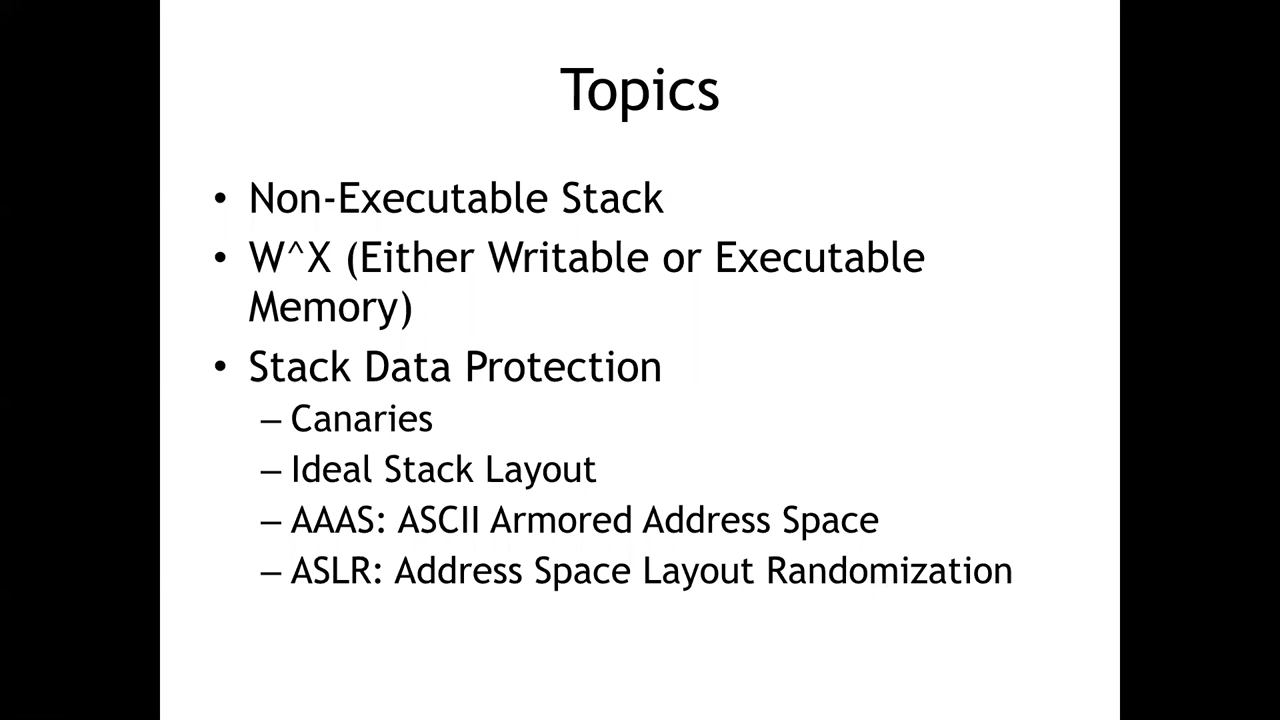 Topics
• Non-Executable Stack
• W^X (Either Writable or Executable
Memory)
• Stack Data Protection
– Canaries
– Ideal Stack Layout
– AAAS: ASCII Armored Address Space
– ASLR: Address Space Layout Randomization